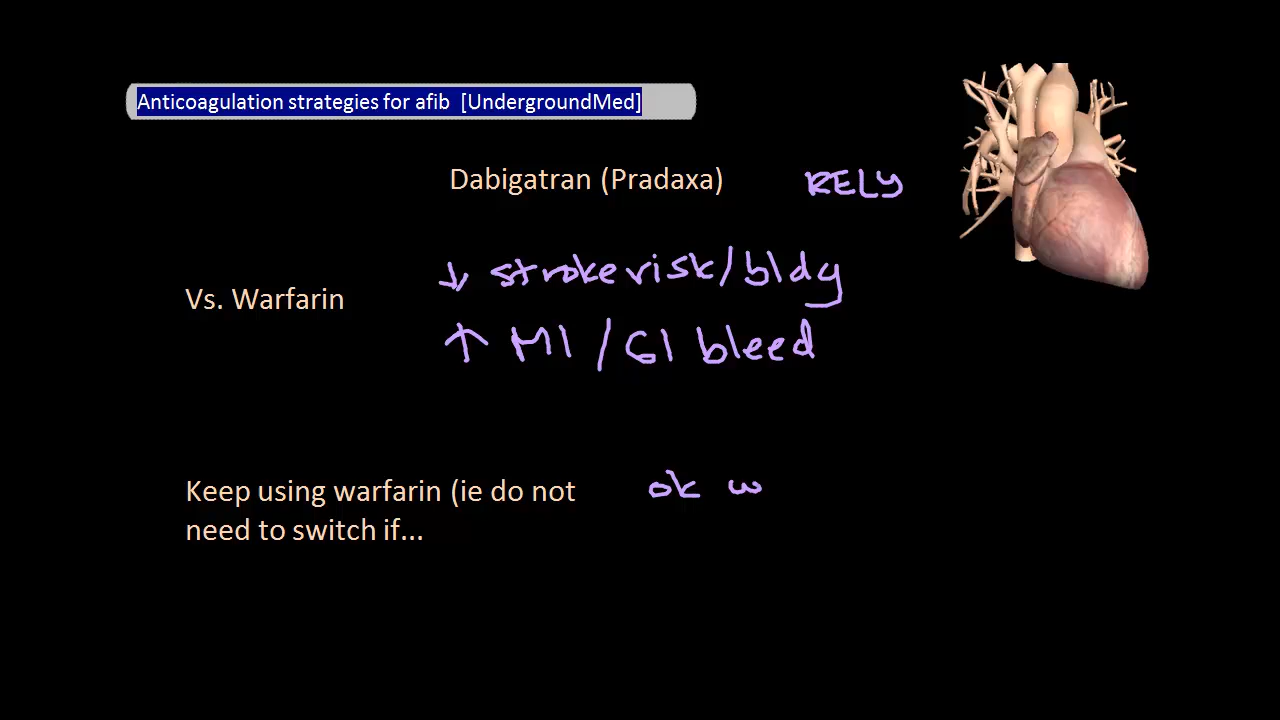 Anticoagulation strategies for afib [UndergroundMed]
Dabigatran (Pradaxa) RELY
↓ stroke risk/bldg
Vs. Warfarin
↑ MI / GI bleed
Keep using warfarin (ie do not ok w
need to switch if...